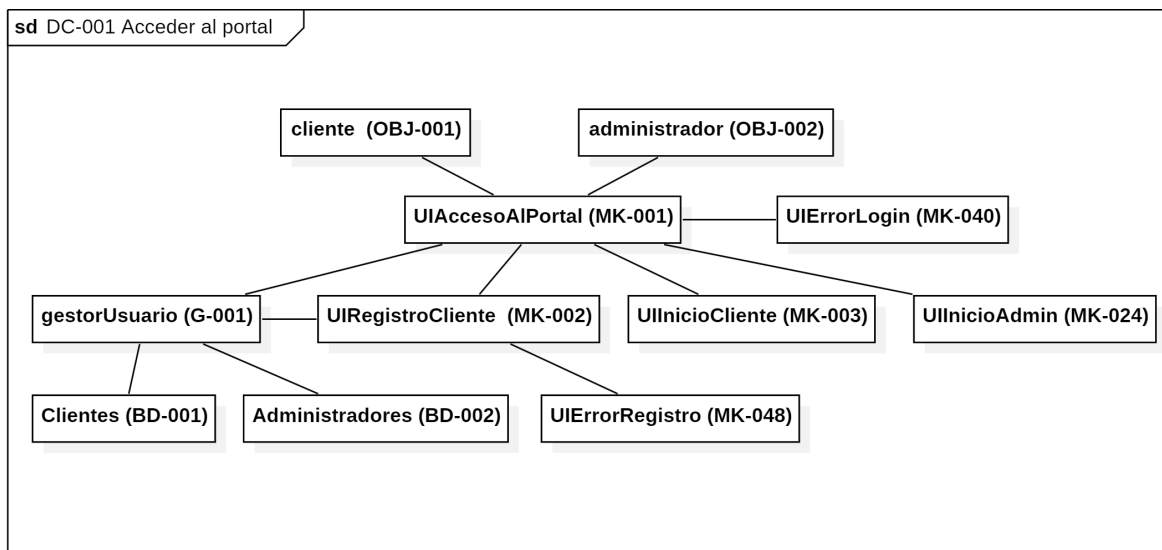 sd DC-001 Acceder al portal
cliente (OBJ-001)
administrador (OBJ-002)
UIAccesoAlPortal (MK-001)
UIErrorLogin (MK-040)
gestorUsuario (G-001)
UIRegistroCliente (MK-002)
UIInicioCliente (MK-003)
UIInicioAdmin (MK-024)
Clientes (BD-001)
Administradores (BD-002)
UIErrorRegistro (MK-048)